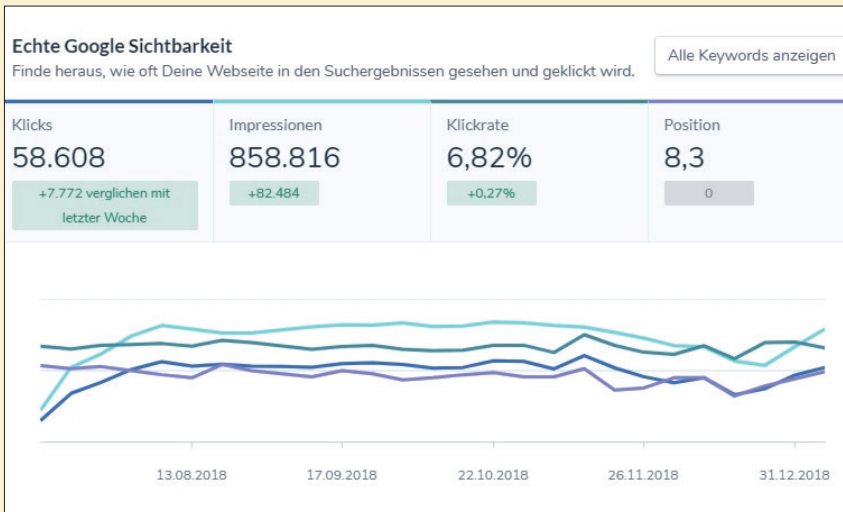 Echte Google Sichtbarkeit
Finde heraus, wie oft Deine Webseite in den Suchergebnissen gesehen und geklickt wird.
Alle Keywords anzeigen
Klicks
58.608
+7.772 verglichen mit
letzter Woche
Impressionen
858.816
+82.484
Klickrate
6,82%
+0,27%
Position
8,3
0
13.08.2018
17.09.2018
22.10.2018
26.11.2018
31.12.2018